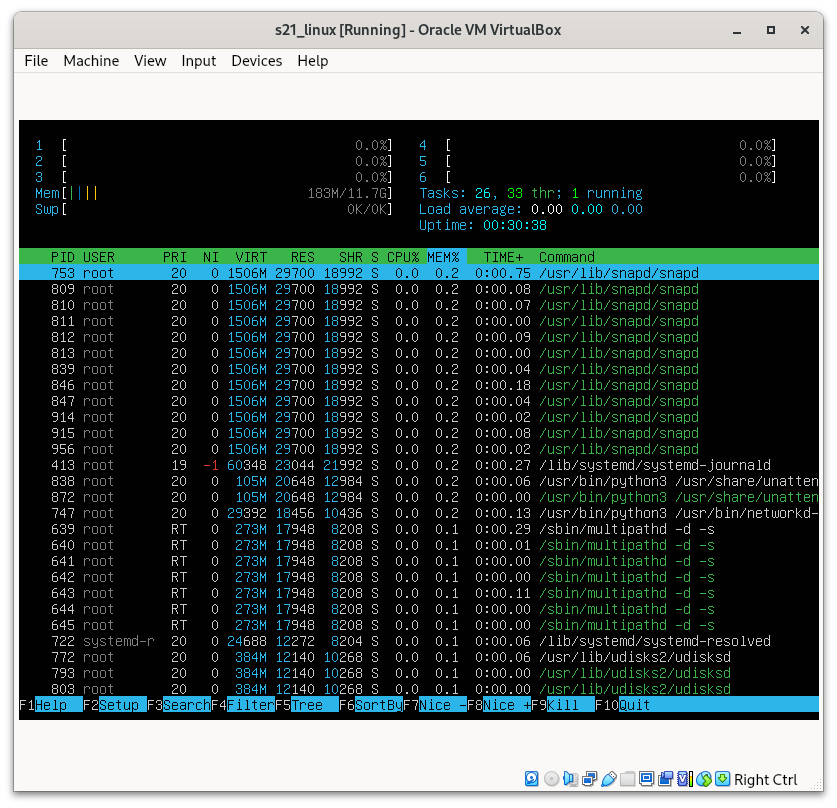 s21_linux [Running] - Oracle VM VirtualBox
File Machine View Input Devices Help
1 [ 0.0%] 4 [ 0.0%]
2 [ 0.0%] 5 [ 0.0%]
3 [ 0.0%] 6 [ 0.0%]
Mem[|||| 183M/11.7G] Tasks: 26, 33 thr; 1 running
Swp[ 0K/0K] Load average: 0.00 0.00 0.00
Uptime: 00:30:38
PID USER PRI NI VIRT RES SHR S CPU% MEM% TIME+ Command
753 root 20 0 1506M 29700 18992 S 0.0 0.2 0:00.75 /usr/lib/snapd/snapd
809 root 20 0 1506M 29700 18992 S 0.0 0.2 0:00.08 /usr/lib/snapd/snapd
810 root 20 0 1506M 29700 18992 S 0.0 0.2 0:00.07 /usr/lib/snapd/snapd
811 root 20 0 1506M 29700 18992 S 0.0 0.2 0:00.00 /usr/lib/snapd/snapd
812 root 20 0 1506M 29700 18992 S 0.0 0.2 0:00.09 /usr/lib/snapd/snapd
813 root 20 0 1506M 29700 18992 S 0.0 0.2 0:00.00 /usr/lib/snapd/snapd
839 root 20 0 1506M 29700 18992 S 0.0 0.2 0:00.04 /usr/lib/snapd/snapd
846 root 20 0 1506M 29700 18992 S 0.0 0.2 0:00.18 /usr/lib/snapd/snapd
847 root 20 0 1506M 29700 18992 S 0.0 0.2 0:00.04 /usr/lib/snapd/snapd
914 root 20 0 1506M 29700 18992 S 0.0 0.2 0:00.02 /usr/lib/snapd/snapd
915 root 20 0 1506M 29700 18992 S 0.0 0.2 0:00.08 /usr/lib/snapd/snapd
956 root 20 0 1506M 29700 18992 S 0.0 0.2 0:00.02 /usr/lib/snapd/snapd
413 root 19 -1 60348 23044 21992 S 0.0 0.2 0:00.27 /lib/systemd/systemd-journald
838 root 20 0 105M 20648 12984 S 0.0 0.2 0:00.06 /usr/bin/python3 /usr/share/unatten
872 root 20 0 105M 20648 12984 S 0.0 0.2 0:00.00 /usr/bin/python3 /usr/share/unatten
747 root 20 0 29392 18456 10436 S 0.0 0.2 0:00.13 /usr/bin/python3 /usr/bin/networkd-
639 root RT 0 273M 17948 8208 S 0.0 0.1 0:00.29 /sbin/multipathd -d -s
640 root RT 0 273M 17948 8208 S 0.0 0.1 0:00.01 /sbin/multipathd -d -s
641 root RT 0 273M 17948 8208 S 0.0 0.1 0:00.00 /sbin/multipathd -d -s
642 root RT 0 273M 17948 8208 S 0.0 0.1 0:00.00 /sbin/multipathd -d -s
643 root RT 0 273M 17948 8208 S 0.0 0.1 0:00.11 /sbin/multipathd -d -s
644 root RT 0 273M 17948 8208 S 0.0 0.1 0:00.00 /sbin/multipathd -d -s
645 root RT 0 273M 17948 8208 S 0.0 0.1 0:00.00 /sbin/multipathd -d -s
722 systemd-r 20 0 24688 12272 8204 S 0.0 0.1 0:00.06 /lib/systemd/systemd-resolved
772 root 20 0 384M 12140 10268 S 0.0 0.1 0:00.06 /usr/lib/udisks2/udisksd
793 root 20 0 384M 12140 10268 S 0.0 0.1 0:00.00 /usr/lib/udisks2/udisksd
803 root 20 0 384M 12140 10268 S 0.0 0.1 0:00.00 /usr/lib/udisks2/udisksd
F1Help F2Setup F3SearchF4FilterF5Tree F6SortByF7Nice -F8Nice +F9Kill F10Quit
Right Ctrl